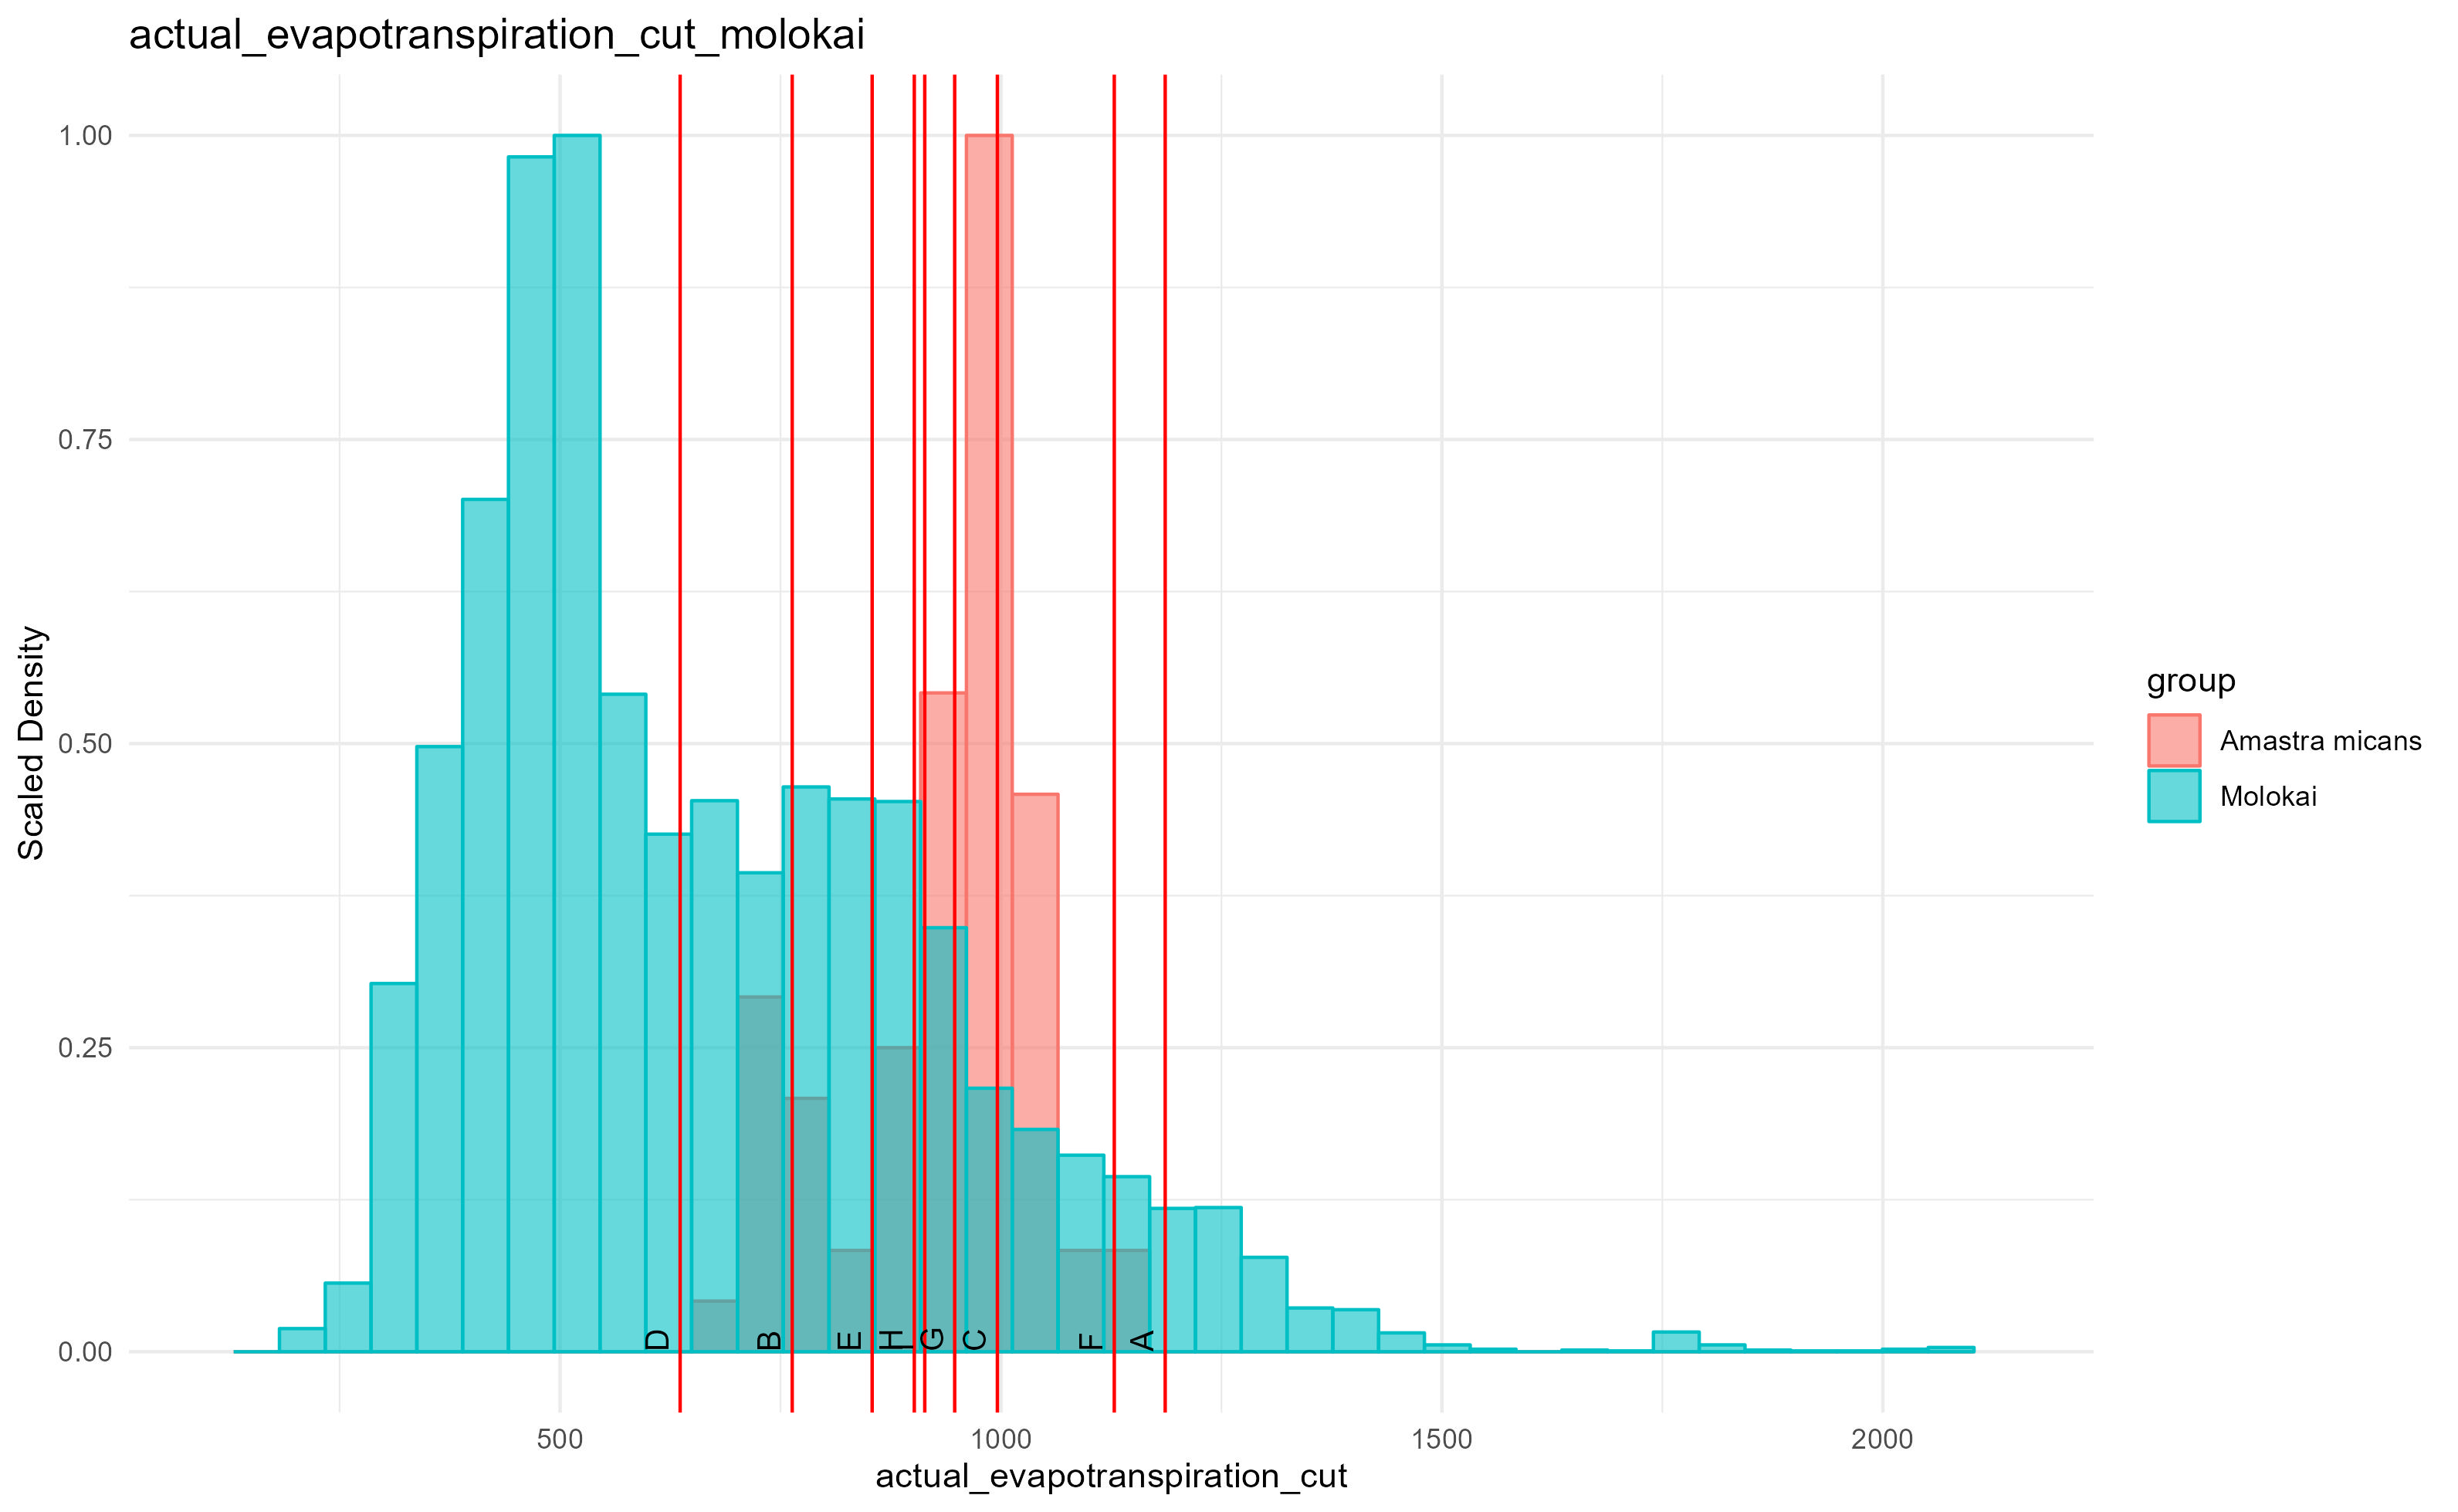 actual_evapotranspiration_cut_molokai
1.00
0.75
0.50
0.25
0.00
Scaled Density
D
B
E
H
I
G
C
F
A
500
1000
1500
2000
actual_evapotranspiration_cut
group
Amastra micans
Molokai